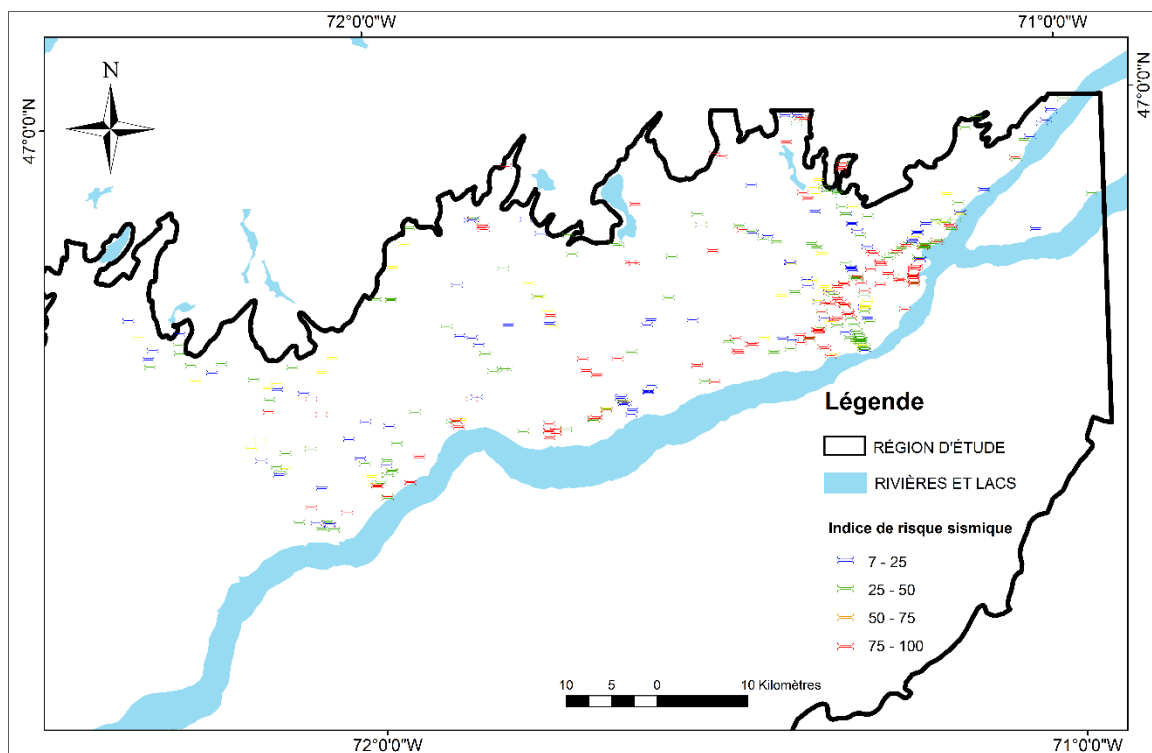 72°0'0"W
71°0'0"W
N
47°0'0"N
47°0'0"N
Légende
RÉGION D'ÉTUDE
RIVIÈRES ET LACS
Indice de risque sismique
7 - 25
25 - 50
50 - 75
75 - 100
10 5 0 10 Kilomètres
72°0'0"W
71°0'0"W